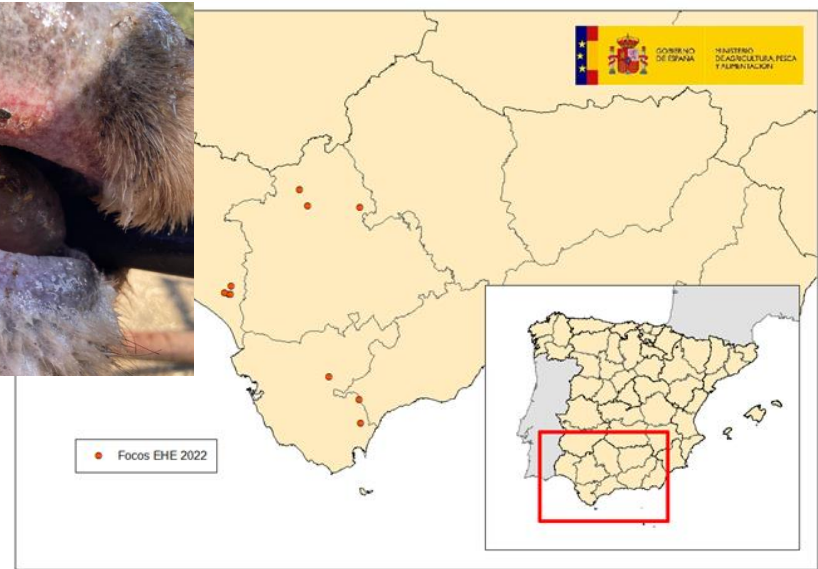 GOBIERNO
DE ESPAÑA
MINISTERIO
DE AGRICULTURA, PESCA
Y ALIMENTACIÓN
Focos EHE 2022